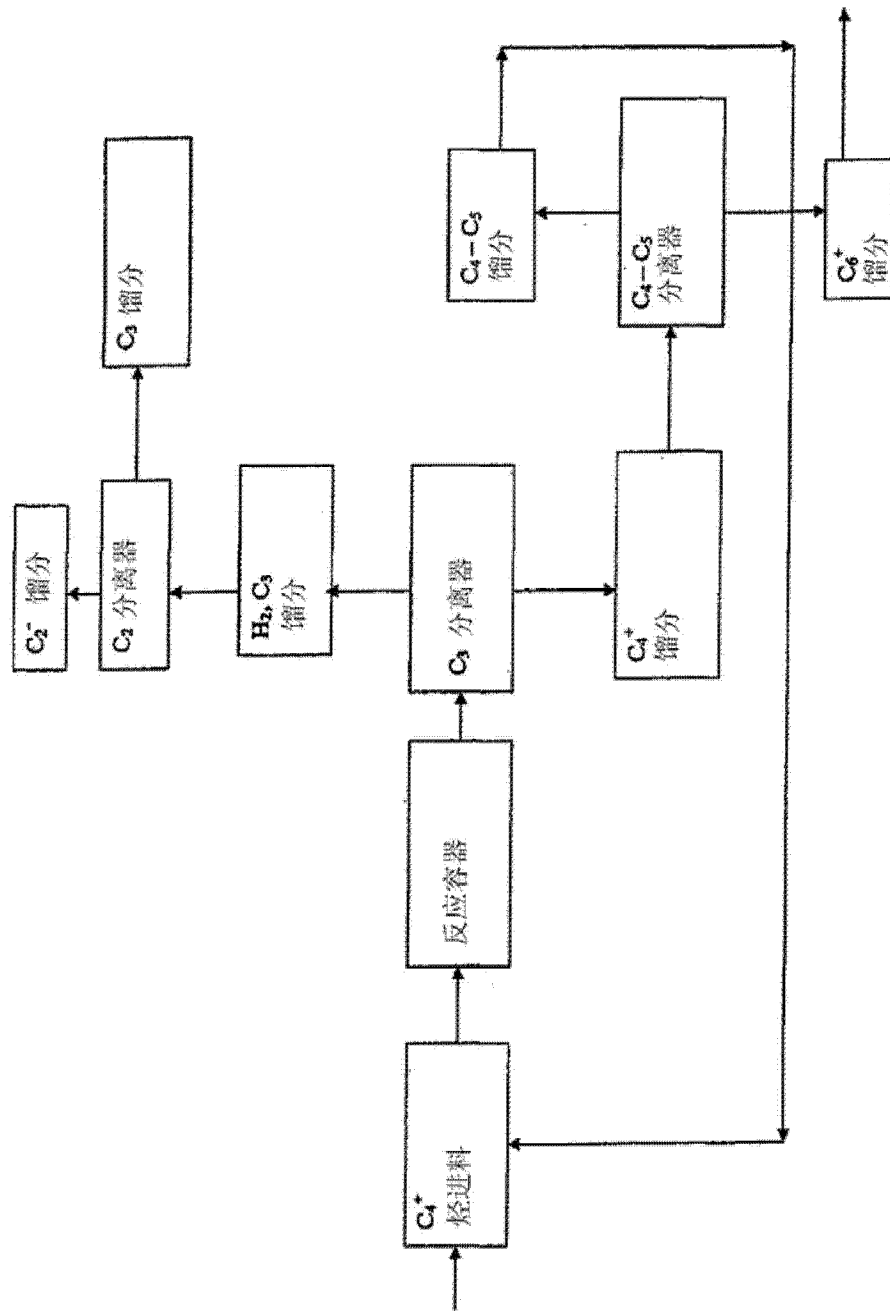 C₄⁺
烃进料
反应容器
C₃ 分离器
H₂, C₃
馏分
C₂ 分离器
C₂⁻ 馏分
C₃ 馏分
C₄⁺
馏分
C₄–C₅
分离器
C₄–C₅
馏分
C₆⁺
馏分